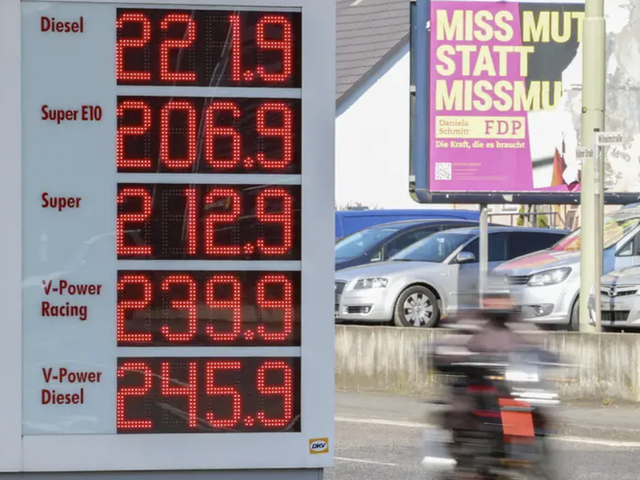 Diesel
221.9
Super E10
206.9
Super
212.9
V-Power
Racing
239.9
V-Power
Diesel
245.9
DKV
MISS MUT
STATT
MISSMU
Daniela
Schmitt
FDP
Die Kraft, die es braucht